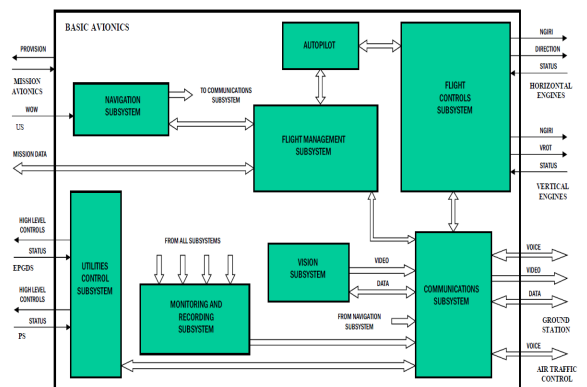 BASIC AVIONICS
PROVISION
MISSION
AVIONICS
WOW
US
MISSION DATA
HIGH LEVEL
CONTROLS
STATUS
EPGDS
HIGH LEVEL
CONTROLS
STATUS
PS
NAVIGATION
SUBSYSTEM
TO COMMUNICATIONS
SUBSYSTEM
AUTOPILOT
FLIGHT
CONTROLS
SUBSYSTEM
FLIGHT MANAGEMENT
SUBSYSTEM
UTILITIES
CONTROL
SUBSYSTEM
FROM ALL SUBSYSTEMS
MONITORING AND
RECORDING
SUBSYSTEM
VISION
SUBSYSTEM
VIDEO
DATA
FROM NAVIGATION
SUBSYSTEM
COMMUNICATIONS
SUBSYSTEM
NGIRI
DIRECTION
STATUS
HORIZONTAL
ENGINES
NGIRI
VROT
STATUS
VERTICAL
ENGINES
VOICE
VIDEO
DATA
GROUND
STATION
VOICE
AIR TRAFFIC
CONTROL